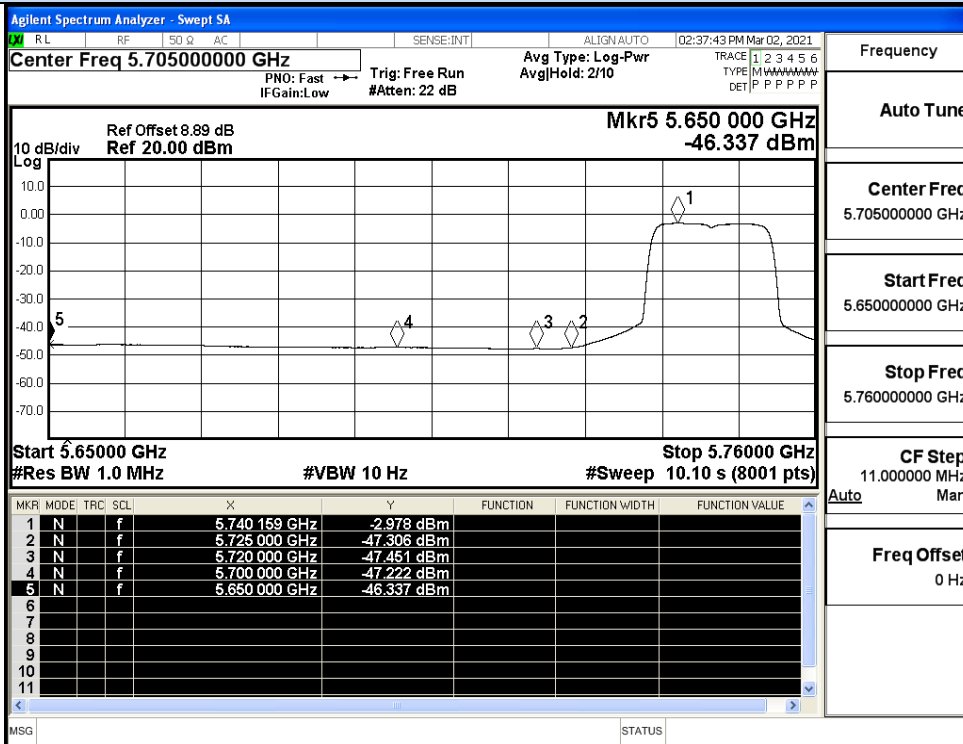 Agilent Spectrum Analyzer - Swept SA
LXI RL RF 50 Ω AC SENSE:INT ALIGN AUTO 02:37:43 PM Mar 02, 2021
Center Freq 5.705000000 GHz
PNO: Fast
IFGain:Low
Trig: Free Run
#Atten: 22 dB
Avg Type: Log-Pwr
Avg|Hold: 2/10
TRACE 1 2 3 4 5 6
TYPE M W W W W W
DET P P P P P P
Ref Offset 8.89 dB
10 dB/div Ref 20.00 dBm
Log
Mkr5 5.650 000 GHz
-46.337 dBm
10.0
0.00
-10.0
-20.0
-30.0
-40.0
-50.0
-60.0
-70.0
5 4 3 2 1
Start 5.65000 GHz Stop 5.76000 GHz
#Res BW 1.0 MHz #VBW 10 Hz #Sweep 10.10 s (8001 pts)
MKR MODE TRC SCL X Y FUNCTION FUNCTION WIDTH FUNCTION VALUE
1 N f 5.740 159 GHz -2.978 dBm
2 N f 5.725 000 GHz -47.306 dBm
3 N f 5.720 000 GHz -47.451 dBm
4 N f 5.700 000 GHz -47.222 dBm
5 N f 5.650 000 GHz -46.337 dBm
6
7
8
9
10
11
MSG STATUS
Frequency
Auto Tune
Center Freq
5.705000000 GHz
Start Freq
5.650000000 GHz
Stop Freq
5.760000000 GHz
CF Step
11.000000 MHz
Auto Man
Freq Offset
0 Hz